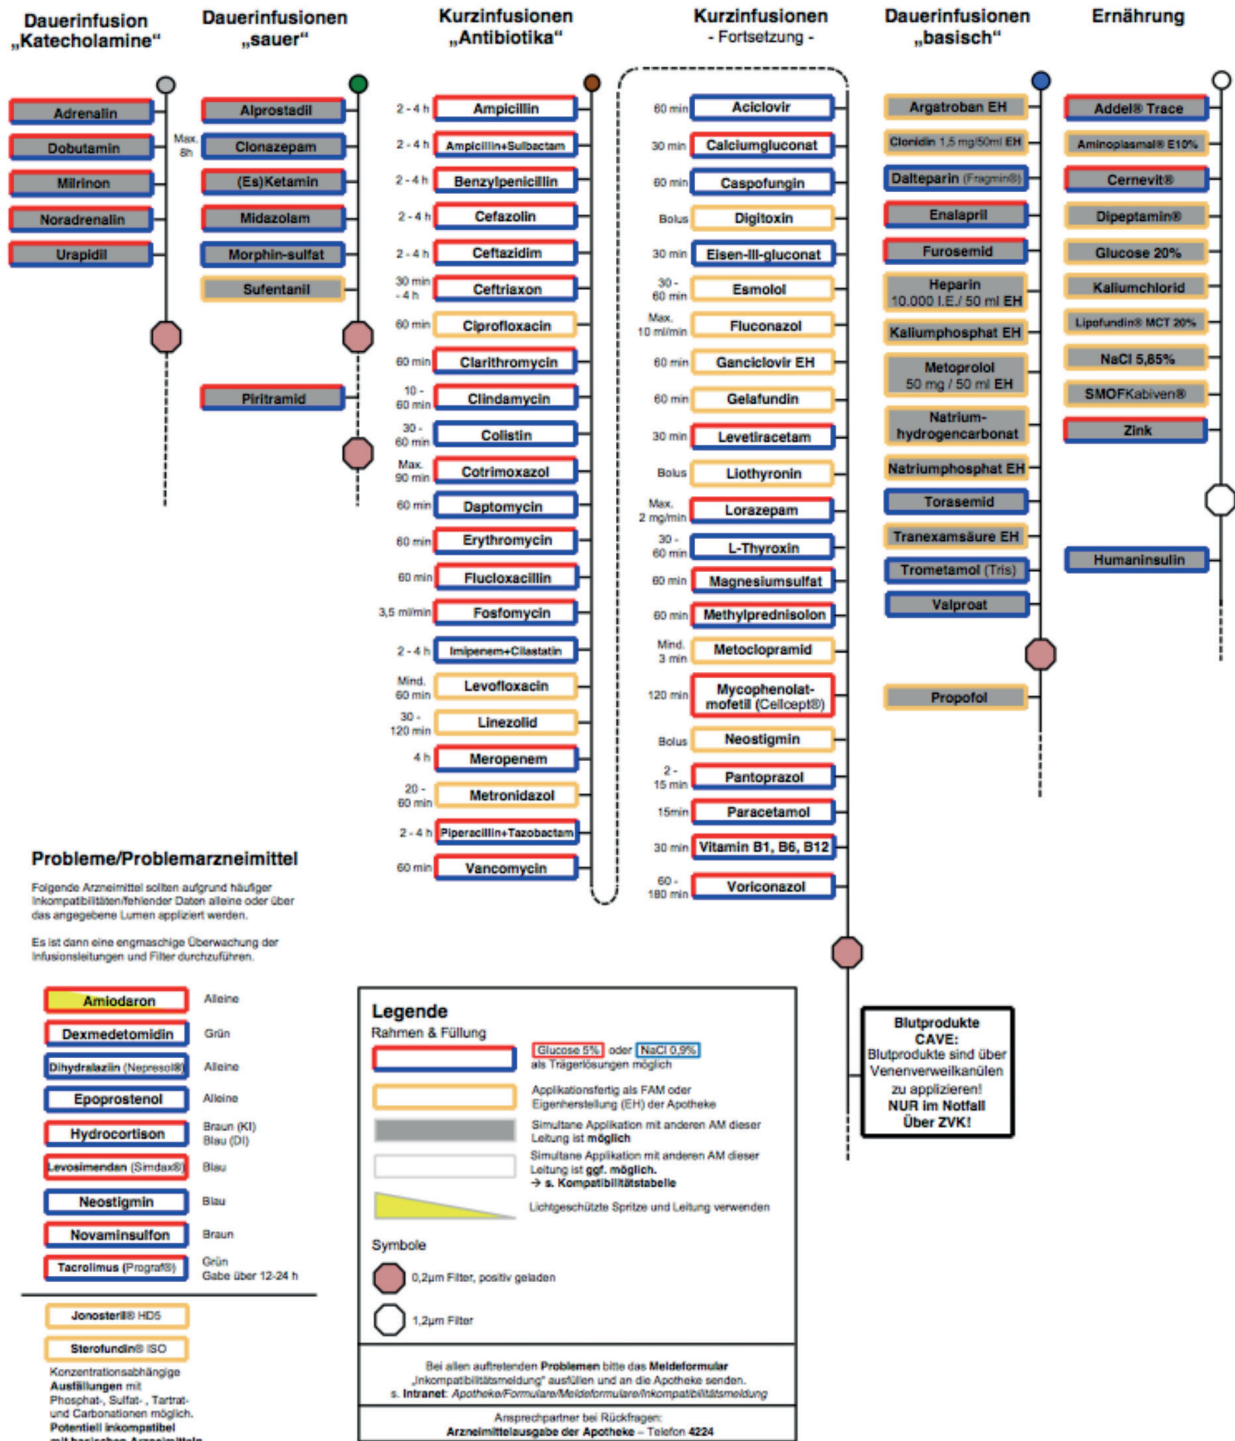 Dauerinfusion
„Katecholamine“
Adrenalin
Dobutamin
Milrinon
Noradrenalin
Urapidil
Dauerinfusionen
„sauer“
Alprostadil
Max.
8h
Clonazepam
(Es)Ketamin
Midazolam
Morphin-sulfat
Sufentanil
Piritramid
Kurzinfusionen
„Antibiotika“
2 - 4 h Ampicillin
2 - 4 h Ampicillin+Sulbactam
2 - 4 h Benzylpenicillin
2 - 4 h Cefazolin
2 - 4 h Ceftazidim
30 min
- 4 h Ceftriaxon
60 min Ciprofloxacin
60 min Clarithromycin
10 -
60 min Clindamycin
30 -
60 min Colistin
Max.
90 min Cotrimoxazol
60 min Daptomycin
60 min Erythromycin
60 min Flucloxacillin
3,5 ml/min Fosfomycin
2 - 4 h Imipenem+Cilastatin
Mind.
60 min Levofloxacin
30 -
120 min Linezolid
4 h Meropenem
20 -
60 min Metronidazol
2 - 4 h Piperacillin+Tazobactam
60 min Vancomycin
Kurzinfusionen
- Fortsetzung -
60 min Aciclovir
30 min Calciumgluconat
60 min Caspofungin
Bolus Digitoxin
30 min Eisen-III-gluconat
30 -
60 min Esmolol
Max.
10 ml/min Fluconazol
60 min Ganciclovir EH
60 min Gelafundin
30 min Levetiracetam
Bolus Liothyronin
Max.
2 mg/min Lorazepam
30 -
60 min L-Thyroxin
60 min Magnesiumsulfat
60 min Methylprednisolon
Mind.
3 min Metoclopramid
120 min Mycophenolat-
mofetil (Cellcept®)
Bolus Neostigmin
2 -
15 min Pantoprazol
15min Paracetamol
30 min Vitamin B1, B6, B12
60 -
180 min Voriconazol
Dauerinfusionen
„basisch“
Argatroban EH
Clonidin 1,5 mg/50ml EH
Dalteparin (Fragmin®)
Enalapril
Furosemid
Heparin
10.000 I.E./ 50 ml EH
Kaliumphosphat EH
Metoprolol
50 mg / 50 ml EH
Natrium-
hydrogencarbonat
Natriumphosphat EH
Torasemid
Tranexamsäure EH
Trometamol (Tris)
Valproat
Propofol
Ernährung
Addel® Trace
Aminoplasmal® E10%
Cernevit®
Dipeptamin®
Glucose 20%
Kaliumchlorid
Lipofundin® MCT 20%
NaCl 5,85%
SMOFKabiven®
Zink
Humaninsulin
Probleme/Problemarzneimittel
Folgende Arzneimittel sollten aufgrund häufiger
Inkompatibilitäten/fehlender Daten alleine oder über
das angegebene Lumen appliziert werden.
Es ist dann eine engmaschige Überwachung der
Infusionsleitungen und Filter durchzuführen.
Amiodaron Alleine
Dexmedetomidin Grün
Dihydralazin (Nepresol®) Alleine
Epoprostenol Alleine
Hydrocortison Braun (KI)
Blau (DI)
Levosimendan (Simdax®) Blau
Neostigmin Blau
Novaminsulfon Braun
Tacrolimus (Prograf®) Grün
Gabe über 12-24 h
Jonosteril® HD5
Sterofundin® ISO
Konzentrationsabhängige
Ausfällungen mit
Phosphat-, Sulfat- , Tartrat-
und Carbonationen möglich.
Potentiell inkompatibel
mit basischen Arzneimitteln
Legende
Rahmen & Füllung
Glucose 5% oder NaCl 0,9%
als Trägerlösungen möglich
Applikationsfertig als FAM oder
Eigenherstellung (EH) der Apotheke
Simultane Applikation mit anderen AM dieser
Leitung ist möglich
Simultane Applikation mit anderen AM dieser
Leitung ist ggf. möglich.
→ s. Kompatibilitätstabelle
Lichtgeschützte Spritze und Leitung verwenden
Symbole
0,2µm Filter, positiv geladen
1,2µm Filter
Bei allen auftretenden Problemen bitte das Meldeformular
„Inkompatibilitätsmeldung“ ausfüllen und an die Apotheke senden.
s. Intranet: Apotheke/Formulare/Meldeformulare/Inkompatibilitätsmeldung
Ansprechpartner bei Rückfragen:
Arzneimittelausgabe der Apotheke – Telefon 4224
Blutprodukte
CAVE:
Blutprodukte sind über
Venenverweilkanülen
zu applizieren!
NUR im Notfall
Über ZVK!